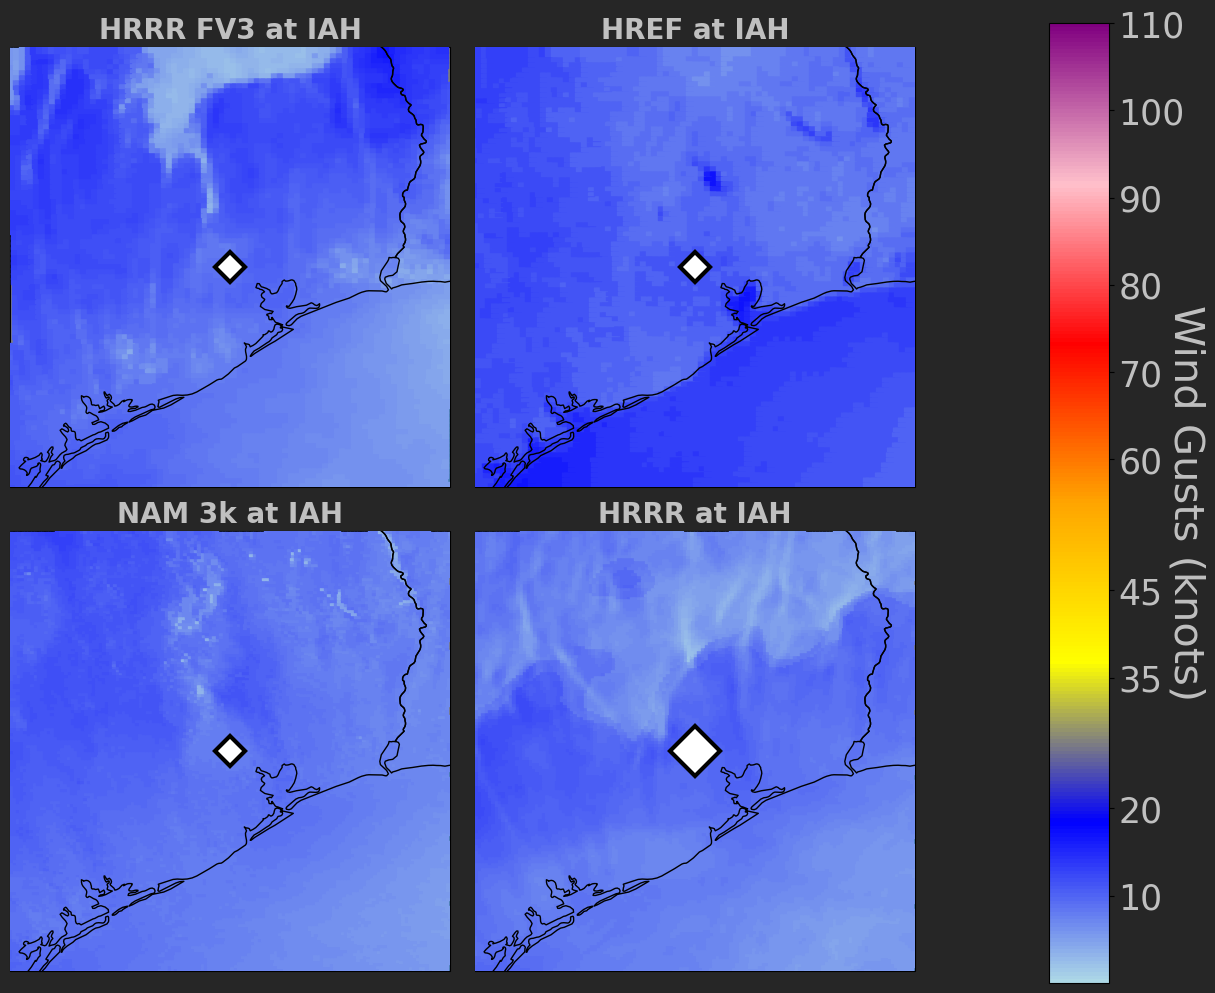 HRRR FV3 at IAH
HREF at IAH
NAM 3k at IAH
HRRR at IAH
110
100
90
80
70
60
45
35
20
10
Wind Gusts (knots)